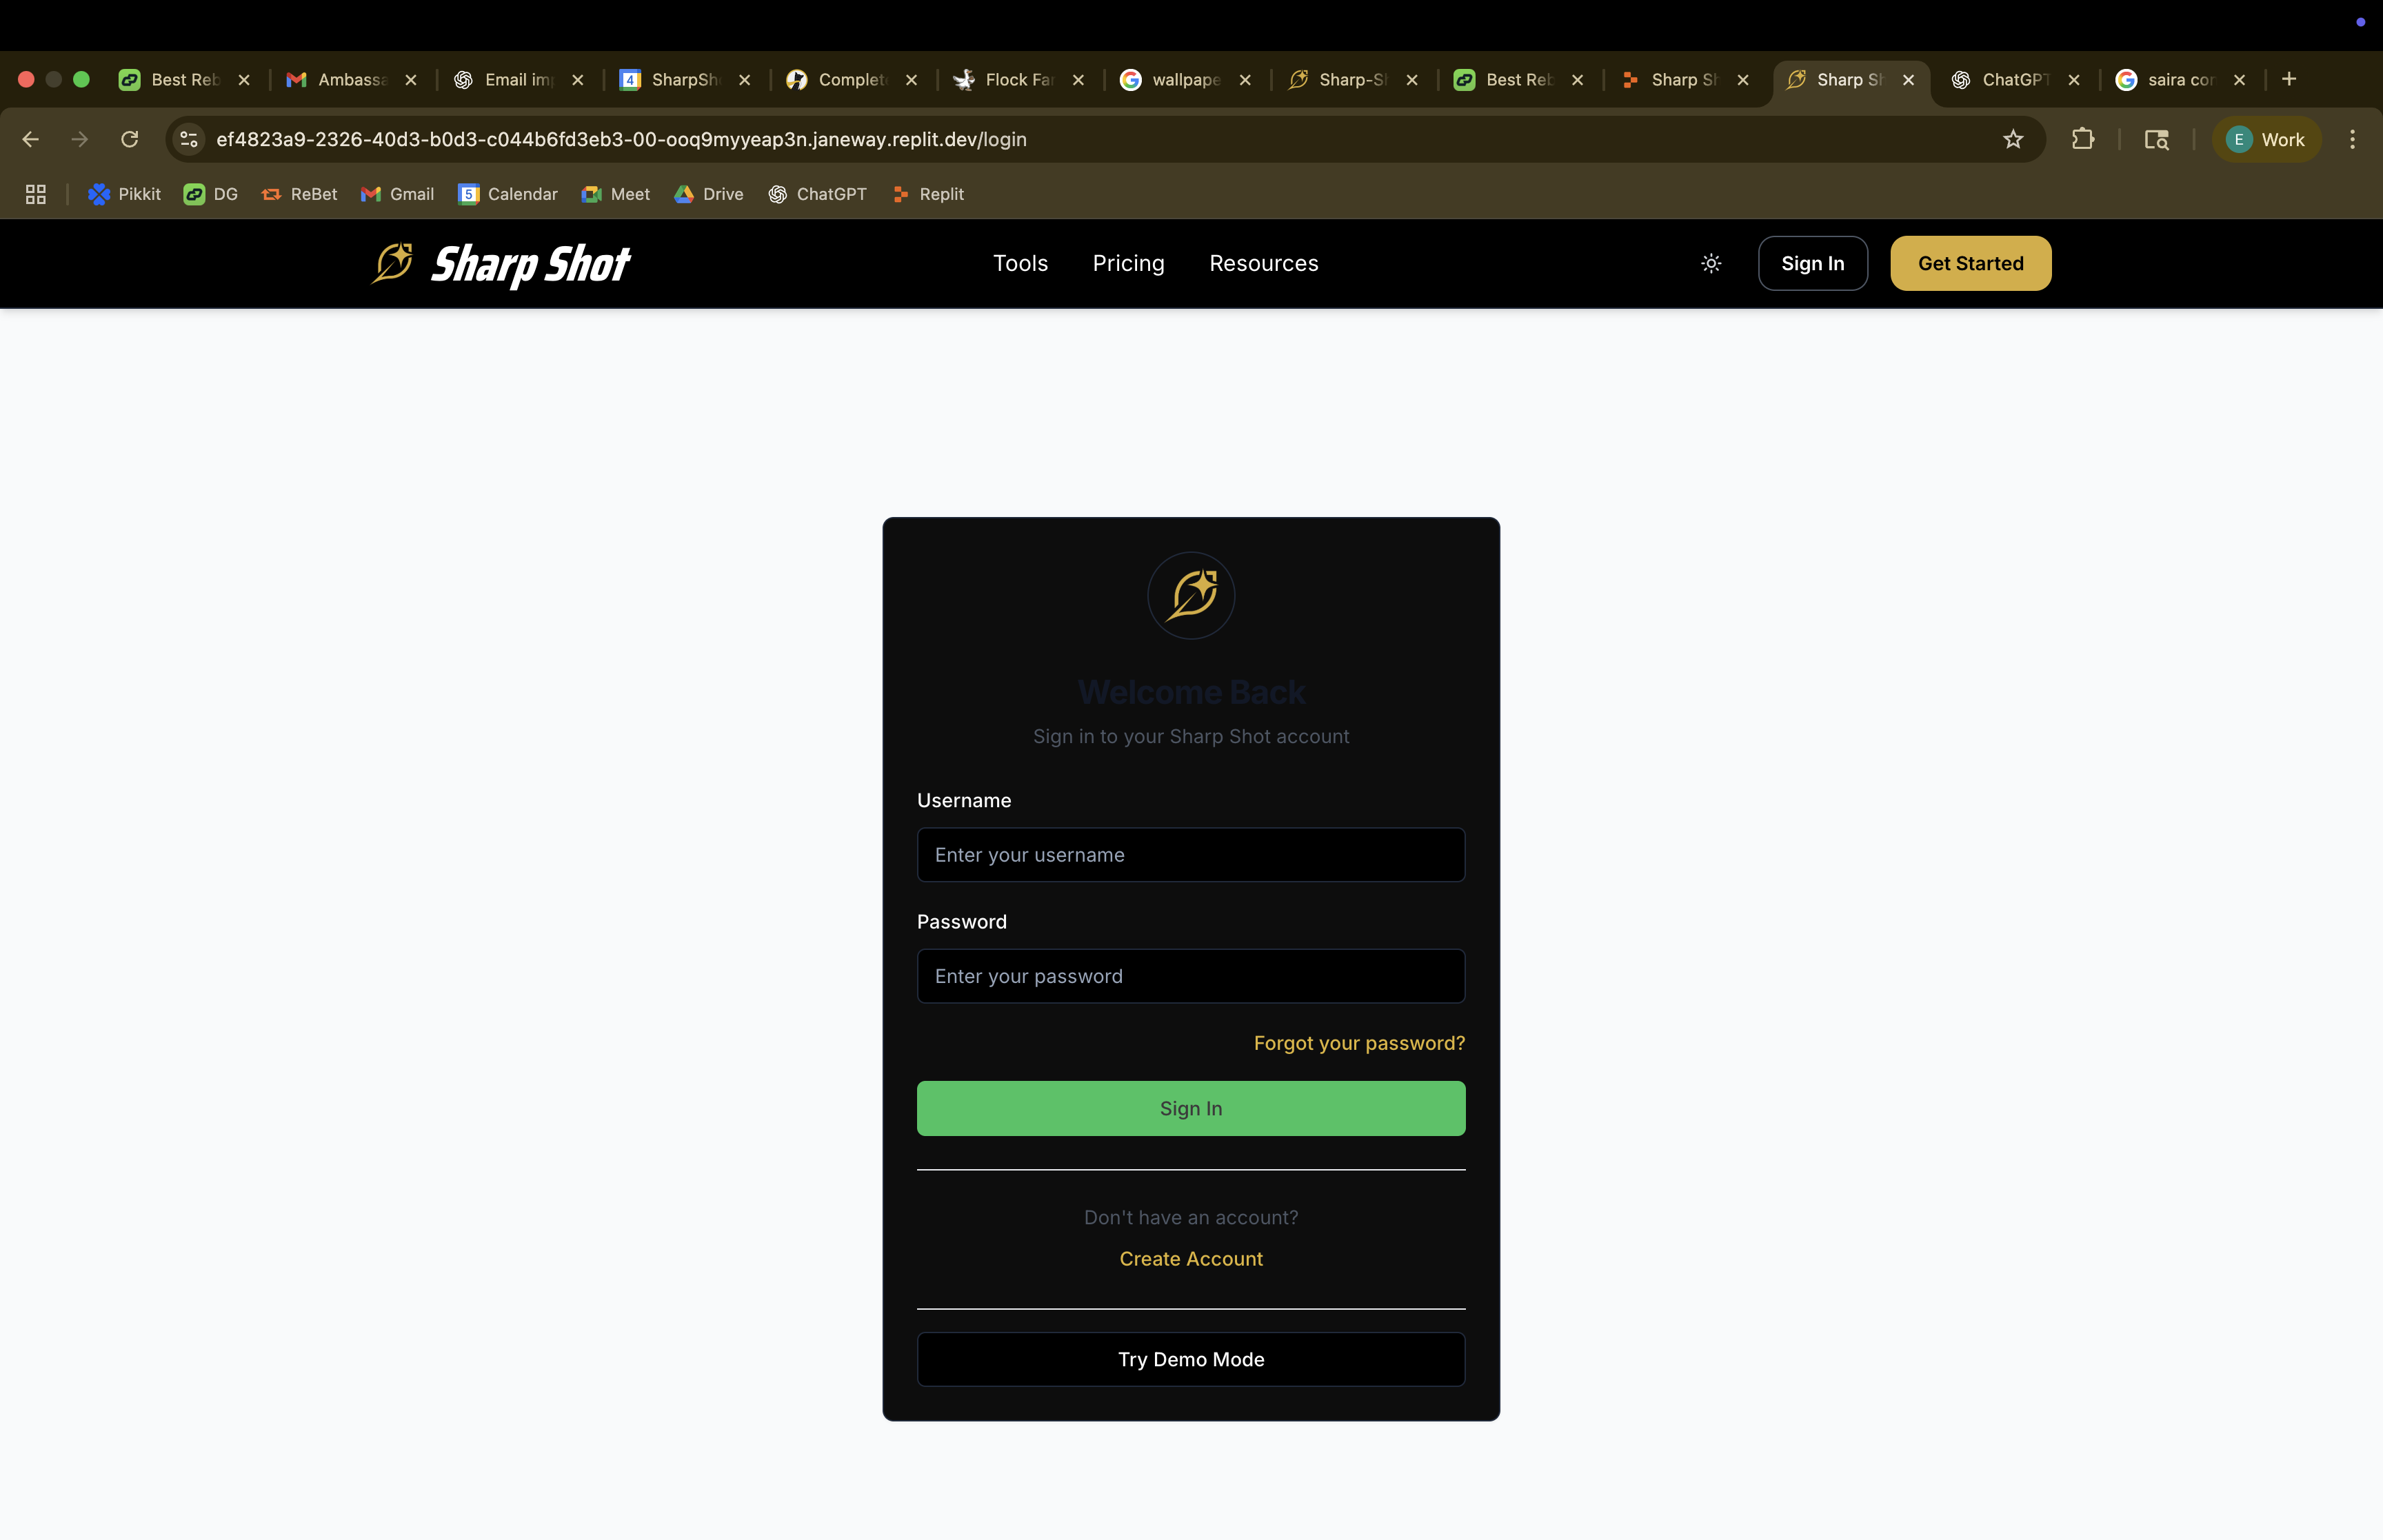 Best Reb
Ambassa
Email im
4
SharpSh
Complet
Flock Far
wallpape
Sharp-S
Best Reb
Sharp S
Sharp S
ChatGPT
saira con
ef4823a9-2326-40d3-b0d3-c044b6fd3eb3-00-ooq9myyeap3n.janeway.replit.dev/login
E
Work
Pikkit
DG
ReBet
Gmail
5
Calendar
Meet
Drive
ChatGPT
Replit
Sharp Shot
Tools
Pricing
Resources
Sign In
Get Started
Welcome Back
Sign in to your Sharp Shot account
Username
Enter your username
Password
Enter your password
Forgot your password?
Sign In
Don't have an account?
Create Account
Try Demo Mode